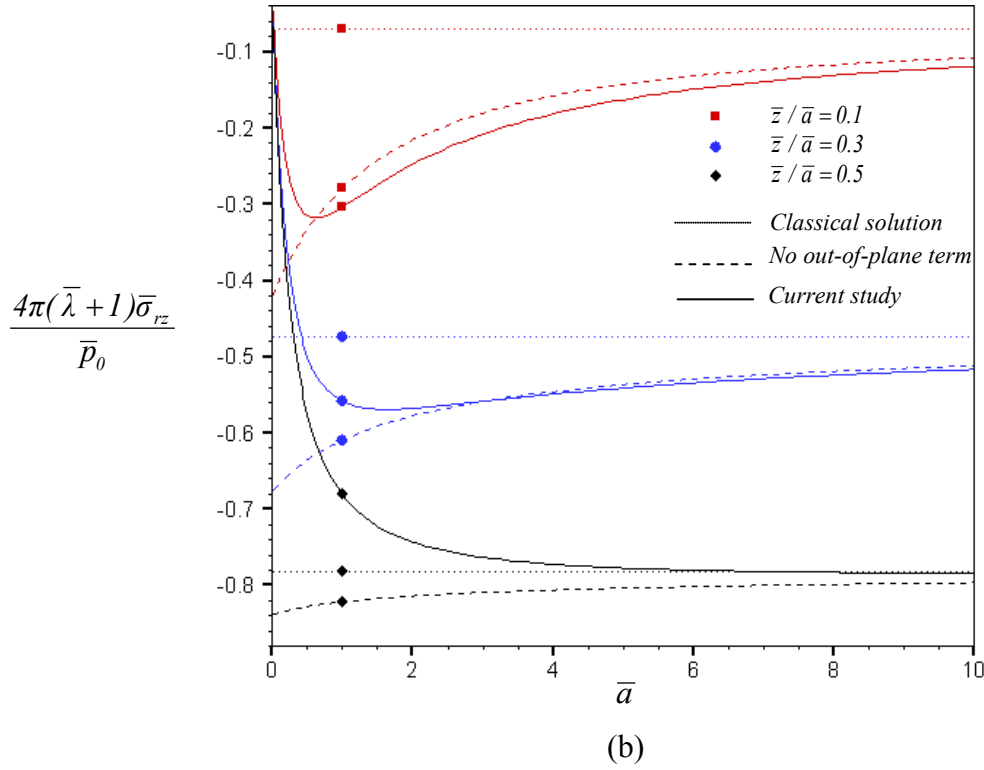 -0.1
-0.2
-0.3
-0.4
-0.5
-0.6
-0.7
-0.8
4π(λ̅ +1)σ̅rz
p̅0
z̅ / a̅ = 0.1
z̅ / a̅ = 0.3
z̅ / a̅ = 0.5
Classical solution
No out-of-plane term
Current study
0 2 4 6 8 10
a̅
(b)